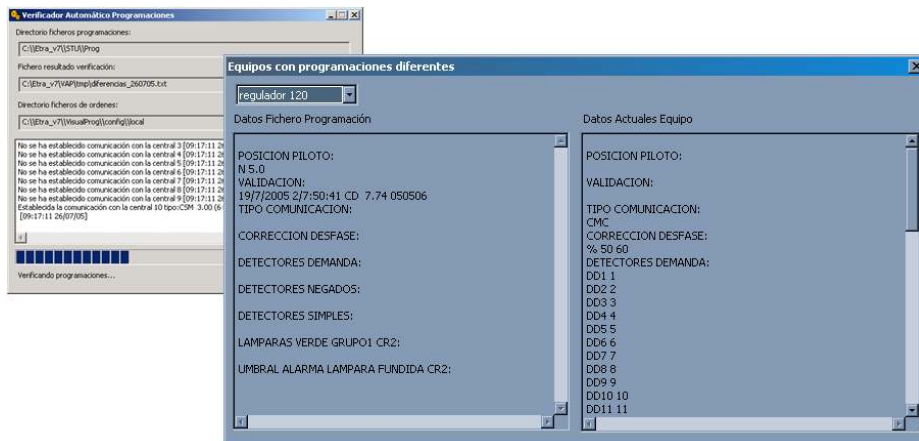 Verificador Automático Programaciones
Directorio ficheros programaciones:
C:\\Etra_v7\\STU\\Prog
Fichero resultado verificación:
C:\Etra_v7\VAP\tmp\diferencias_260705.txt
Directorio ficheros de ordenes:
C:\\Etra_v7\\VisualProg\\config\\local
No se ha establecido comunicación con la central 3 [09:17:11 26
No se ha establecido comunicación con la central 4 [09:17:11 26
No se ha establecido comunicación con la central 5 [09:17:11 26
No se ha establecido comunicación con la central 6 [09:17:11 26
No se ha establecido comunicación con la central 7 [09:17:11 26
No se ha establecido comunicación con la central 8 [09:17:11 26
No se ha establecido comunicación con la central 9 [09:17:11 26
Establecida la comunicación con la central 10 tipo:CSM 3.00 (6
[09:17:11 26/07/05]
Verificando programaciones...
Equipos con programaciones diferentes
regulador 120
Datos Fichero Programación
POSICION PILOTO:
N 5.0
VALIDACION:
19/7/2005 2/7:50:41 CD 7.74 050506
TIPO COMUNICACION:
CORRECCION DESFASE:
DETECTORES DEMANDA:
DETECTORES NEGADOS:
DETECTORES SIMPLES:
LAMPARAS VERDE GRUPO1 CR2:
UMBRAL ALARMA LAMPARA FUNDIDA CR2:
Datos Actuales Equipo
POSICION PILOTO:
VALIDACION:
TIPO COMUNICACION:
CMC
CORRECCION DESFASE:
% 50 60
DETECTORES DEMANDA:
DD1 1
DD2 2
DD3 3
DD4 4
DD5 5
DD6 6
DD7 7
DD8 8
DD9 9
DD10 10
DD11 11